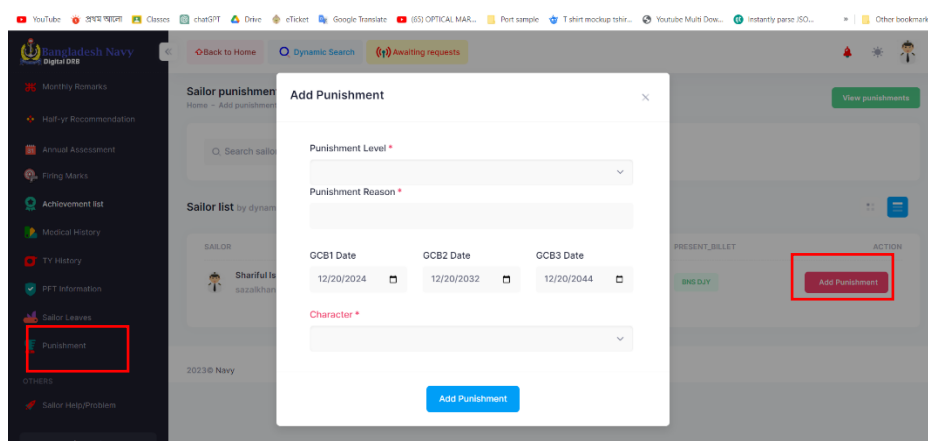 YouTube প্রথম আলো Classes chatGPT Drive eTicket Google Translate (65) OPTICAL MAR... Port sample T shirt mockup tshir... Youtube Multi Dow... Instantly parse JSO... » Other bookmark
Bangladesh Navy
Digital DRB
Back to Home Dynamic Search Awaiting requests
Monthly Remarks
Half-yr Recommendation
Annual Assessment
Firing Marks
Achievement list
Medical History
TY History
PFT Information
Sailor Leaves
Punishment
OTHERS
Sailor Help/Problem
Sailor punishmen
Home - Add punishment
View punishments
Search sailo
Sailor list by dynam
SAILOR PRESENT_BILLET ACTION
Shariful Is
sazalkhan
BNS DJY
Add Punishment
2023© Navy
Add Punishment ×
Punishment Level *
Punishment Reason *
GCB1 Date GCB2 Date GCB3 Date
12/20/2024 12/20/2032 12/20/2044
Character *
Add Punishment